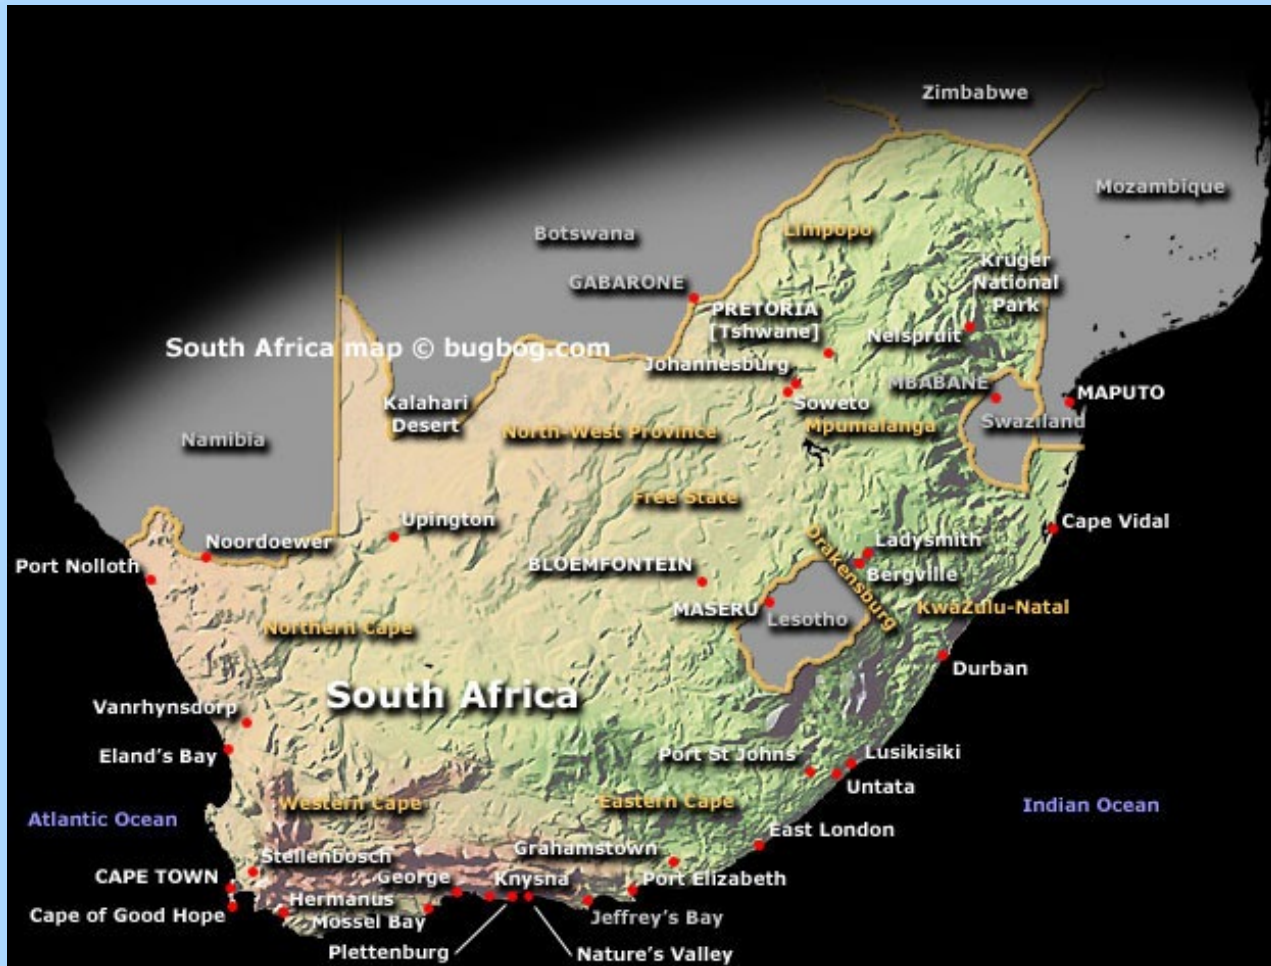 Zimbabwe
Mozambique
Botswana
Limpopo
GABARONE
Kruger
National
Park
PRETORIA
[Tshwane]
Nelspruit
South Africa map © bugbog.com
Johannesburg
MBABANE
MAPUTO
Kalahari
Desert
Soweto
Swaziland
Namibia
North-West Province
Mpumalanga
Free State
Upington
Cape Vidal
Noordoewer
Ladysmith
Port Nolloth
BLOEMFONTEIN
Drakensburg
Bergville
MASERU
Lesotho
KwaZulu-Natal
Northern Cape
Durban
South Africa
Vanrhynsdorp
Eland's Bay
Port St Johns
Lusikisiki
Untata
Western Cape
Eastern Cape
Indian Ocean
Atlantic Ocean
East London
Grahamstown
Stellenbosch
CAPE TOWN
George
Knysna
Port Elizabeth
Hermanus
Cape of Good Hope
Mossel Bay
Jeffrey's Bay
Plettenburg
Nature's Valley